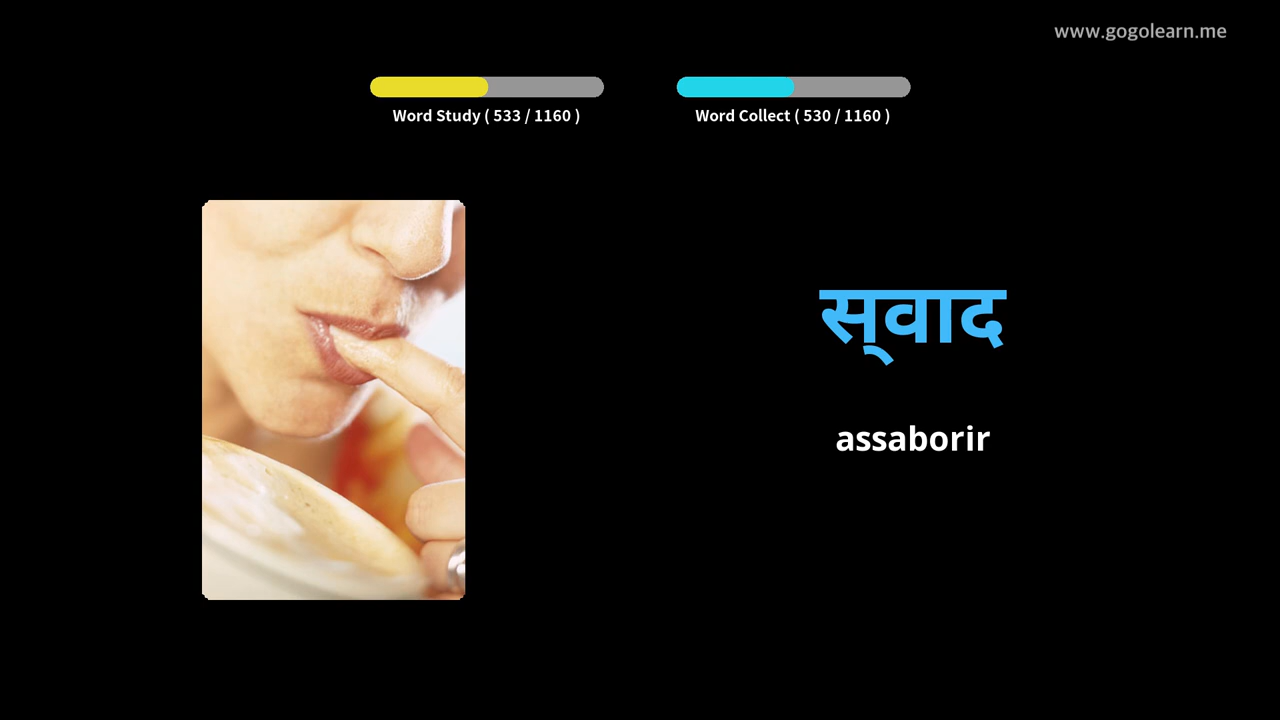 www.gogolearn.me
Word Study ( 533 / 1160 )
Word Collect ( 530 / 1160 )
स्‌वाद
assaborir